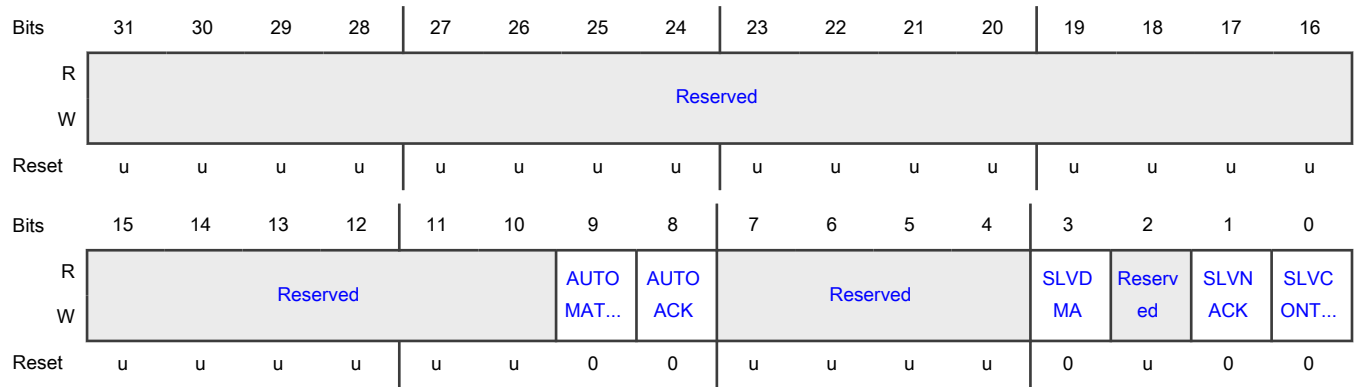 Bits 31 30 29 28 27 26 25 24 23 22 21 20 19 18 17 16
R
Reserved
W
Reset u u u u u u u u u u u u u u u u
Bits 15 14 13 12 11 10 9 8 7 6 5 4 3 2 1 0
R AUTO AUTO SLVD Reserv SLVN SLVC
Reserved Reserved
W MAT... ACK MA ed ACK ONT...
Reset u u u u u u 0 0 u u u u 0 u 0 0